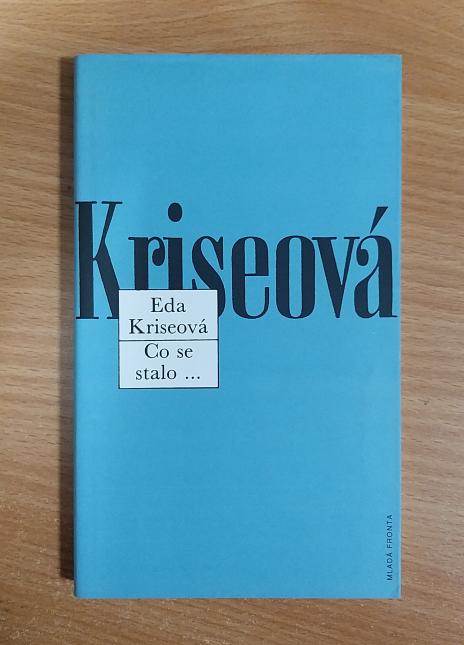 Kriseová
Eda
Kriseová
Co se
stalo ...
MLADÁ FRONTA